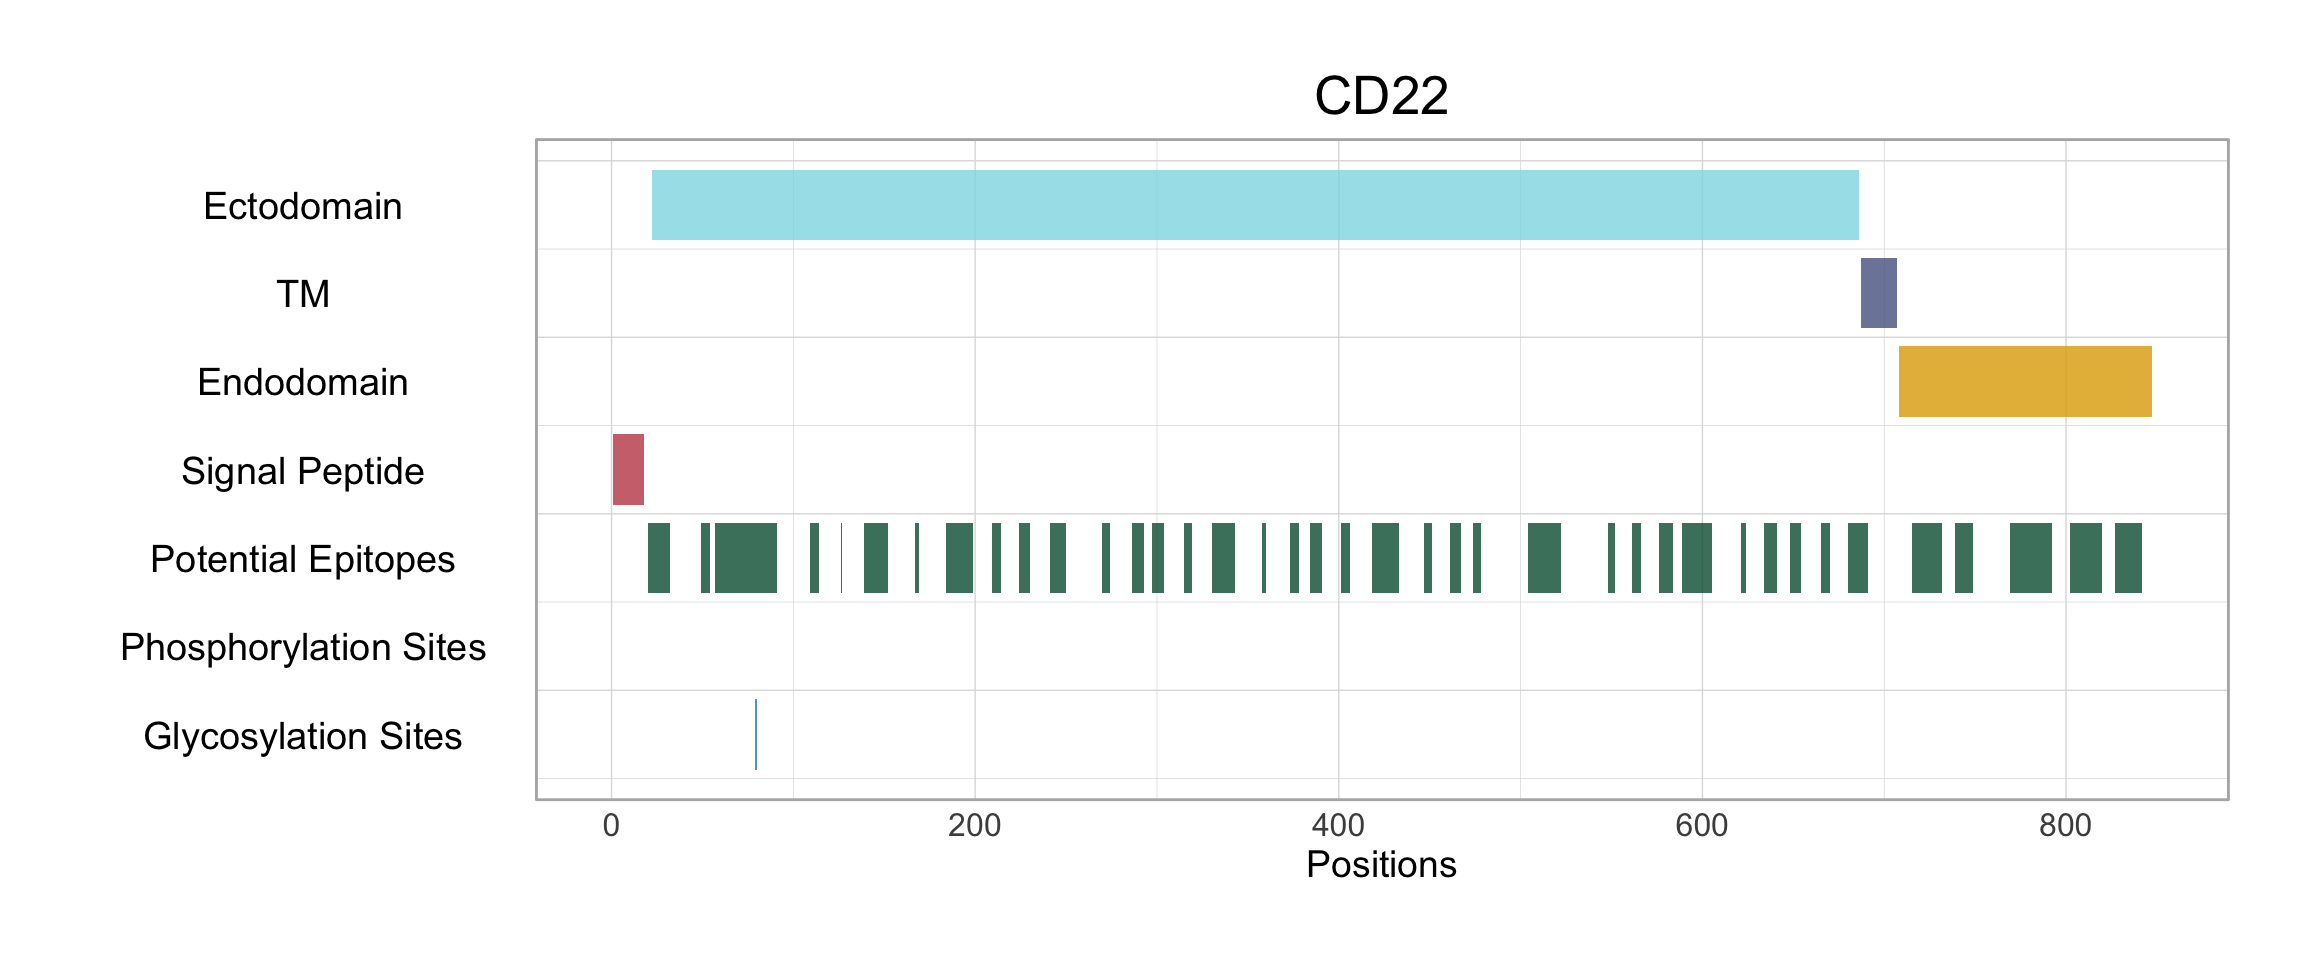 CD22
Ectodomain
TM
Endodomain
Signal Peptide
Potential Epitopes
Phosphorylation Sites
Glycosylation Sites
0 200 400 600 800
Positions